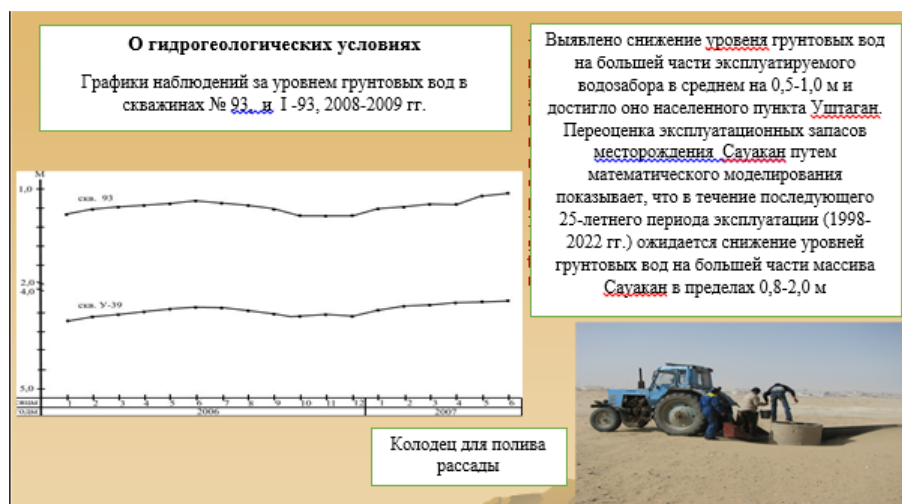 О гидрогеологических условиях
Графики наблюдений за уровнем грунтовых вод в
скважинах № 93, и I -93, 2008-2009 гг.
Выявлено снижение уровеня грунтовых вод
на большей части эксплуатируемого
водозабора в среднем на 0,5-1,0 м и
достигло оно населенного пункта Уштаган.
Переоценка эксплуатационных запасов
месторождения Сауакан путем
математического моделирования
показывает, что в течение последующего
25-летнего периода эксплуатации (1998-
2022 гг.) ожидается снижение уровней
грунтовых вод на большей части массива
Сауакан в пределах 0,8-2,0 м
М
1,0
скв. 93
2,0
4,0
скв. У-39
5,0
1 2 3 4 5 6 7 8 9 10 11 12 1 2 3 4 5 6
2006 2007
Колодец для полива
рассады